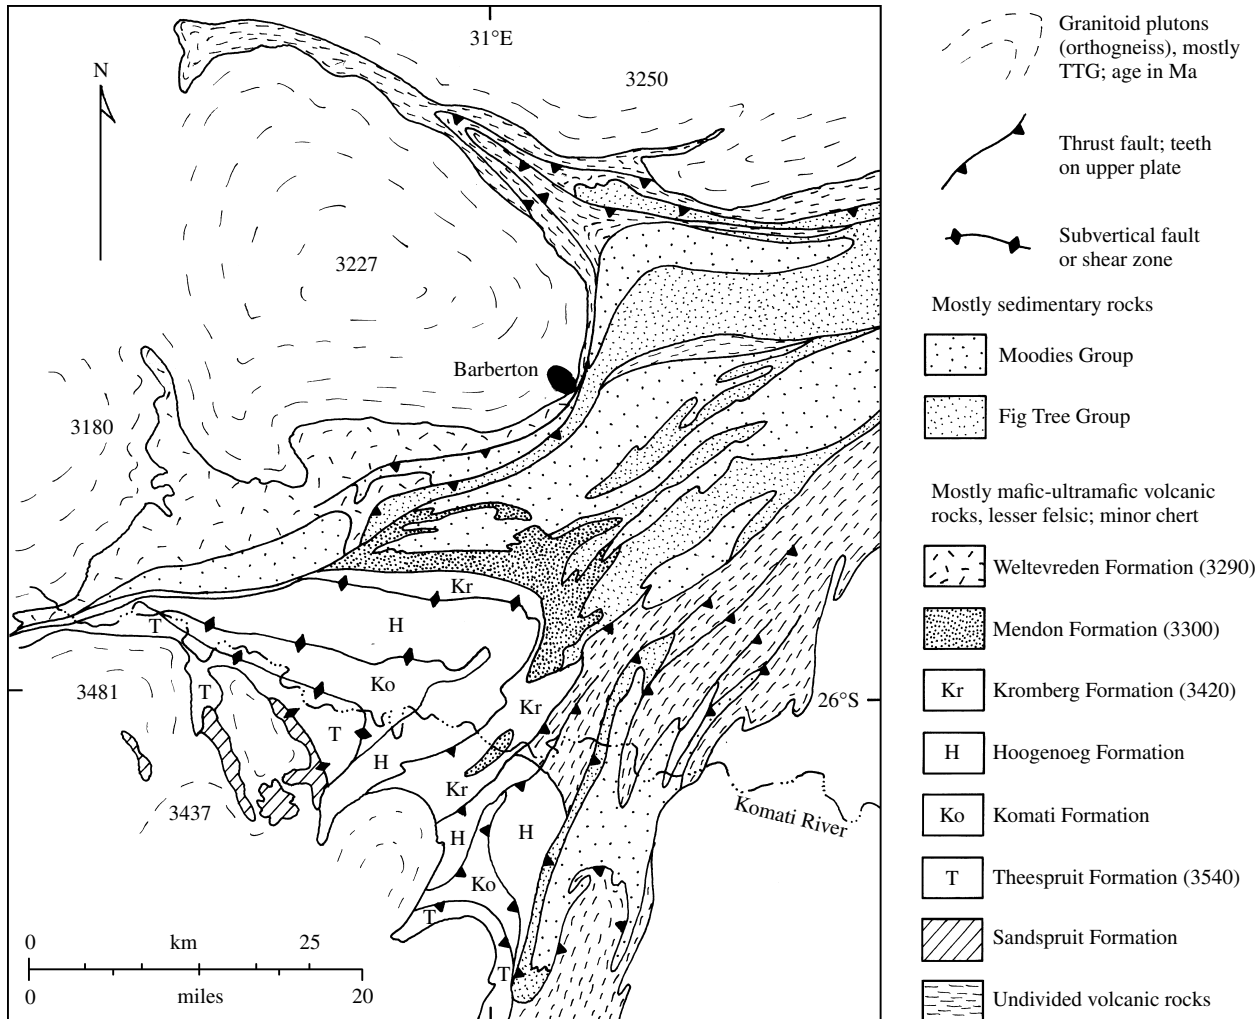 31°E
N
3250
3227
Barberton
3180
Kr
H
T
Ko
3481
T
Kr
26°S
T
H
Kr
3437
Komati River
H
H
Ko
T
T
0 km 25
0 miles 20
Granitoid plutons
(orthogneiss), mostly
TTG; age in Ma
Thrust fault; teeth
on upper plate
Subvertical fault
or shear zone
Mostly sedimentary rocks
Moodies Group
Fig Tree Group
Mostly mafic-ultramafic volcanic
rocks, lesser felsic; minor chert
Weltevreden Formation (3290)
Mendon Formation (3300)
Kr Kromberg Formation (3420)
H Hoogenoeg Formation
Ko Komati Formation
T Theespruit Formation (3540)
Sandspruit Formation
Undivided volcanic rocks